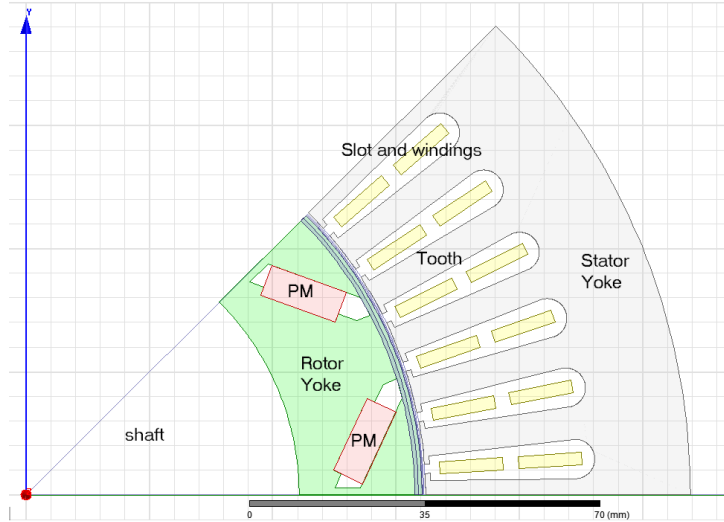 Y
Slot and windings
Tooth
Stator
Yoke
PM
Rotor
Yoke
PM
shaft
0
35
70 (mm)